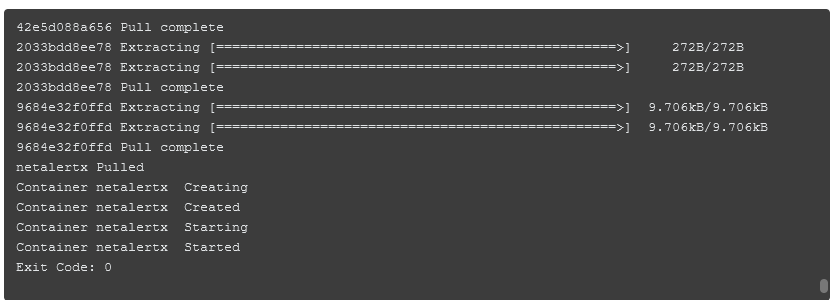 42e5d088a656 Pull complete
2033bdd8ee78 Extracting [==================================================>]     272B/272B
2033bdd8ee78 Extracting [==================================================>]     272B/272B
2033bdd8ee78 Pull complete
9684e32f0ffd Extracting [==================================================>]  9.706kB/9.706kB
9684e32f0ffd Extracting [==================================================>]  9.706kB/9.706kB
9684e32f0ffd Pull complete
netalertx Pulled
Container netalertx  Creating
Container netalertx  Created
Container netalertx  Starting
Container netalertx  Started
Exit Code: 0